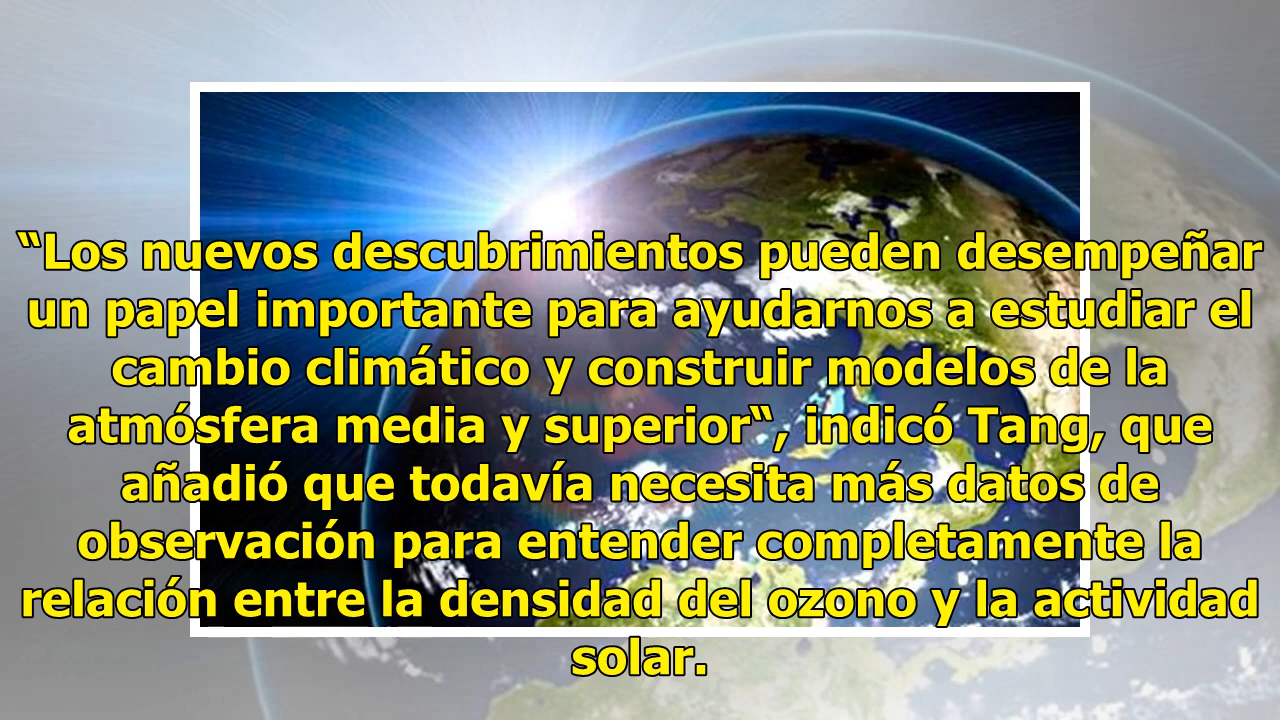 “Los nuevos descubrimientos pueden desempeñar
un papel importante para ayudarnos a estudiar el
cambio climático y construir modelos de la
atmósfera media y superior“, indicó Tang, que
añadió que todavía necesita más datos de
observación para entender completamente la
relación entre la densidad del ozono y la actividad
solar.